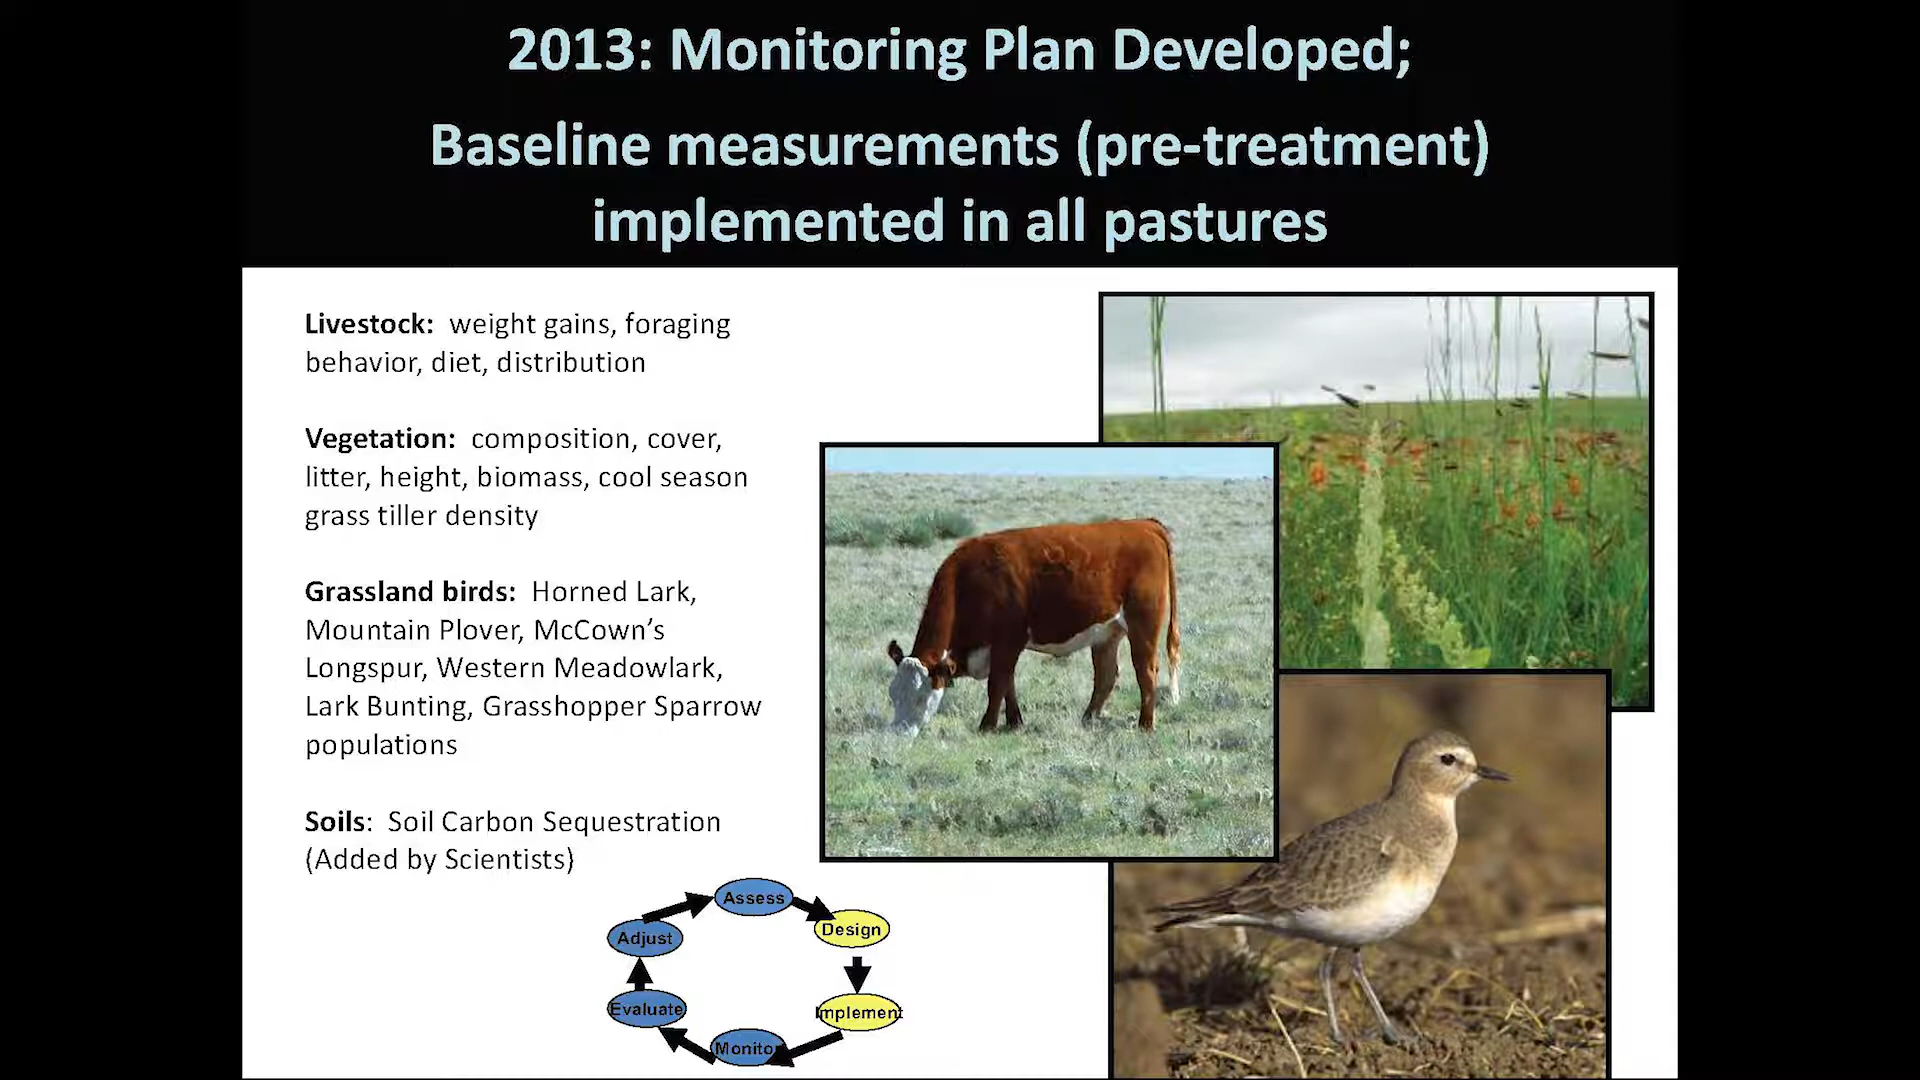 2013: Monitoring Plan Developed;
Baseline measurements (pre-treatment)
implemented in all pastures
Livestock: weight gains, foraging
behavior, diet, distribution
Vegetation: composition, cover,
litter, height, biomass, cool season
grass tiller density
Grassland birds: Horned Lark,
Mountain Plover, McCown's
Longspur, Western Meadowlark,
Lark Bunting, Grasshopper Sparrow
populations
Soils: Soil Carbon Sequestration
(Added by Scientists)
Assess
Design
Implement
Monitor
Evaluate
Adjust